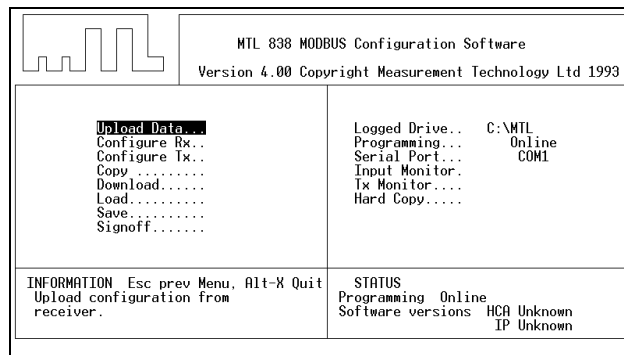 MTL 838 MODBUS Configuration Software
Version 4.00 Copyright Measurement Technology Ltd 1993
Upload Data...
Configure Rx..
Configure Tx..
Copy .........
Download......
Load..........
Save..........
Signoff.......
Logged Drive.. C:\MTL
Programming... Online
Serial Port... COM1
Input Monitor.
Tx Monitor....
Hard Copy.....
INFORMATION Esc prev Menu, Alt-X Quit
Upload configuration from
receiver.
STATUS
Programming Online
Software versions HCA Unknown
IP Unknown